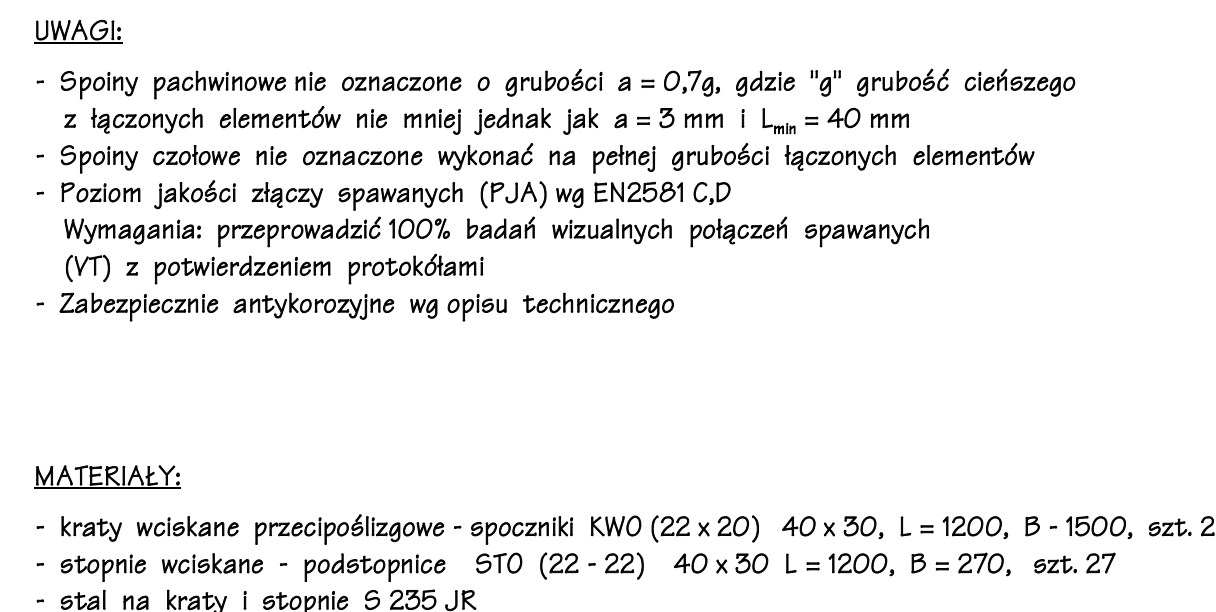 UWAGI:
- Spoiny pachwinowe nie oznaczone o grubości a = 0,7g, gdzie "g" grubość cieńszego
z łączonych elementów nie mniej jednak jak a = 3 mm i Lmin = 40 mm
- Spoiny czołowe nie oznaczone wykonać na pełnej grubości łączonych elementów
- Poziom jakości złączy spawanych (PJA) wg EN2581 C,D
Wymagania: przeprowadzić 100% badań wizualnych połączeń spawanych
(VT) z potwierdzeniem protokółami
- Zabezpiecznie antykorozyjne wg opisu technicznego
MATERIAŁY:
- kraty wciskane przecipoślizgowe - spoczniki KWO (22 x 20) 40 x 30, L = 1200, B - 1500, szt. 2
- stopnie wciskane - podstopnice STO (22 - 22) 40 x 30 L = 1200, B = 270, szt. 27
- stal na kraty i stopnie S 235 JR